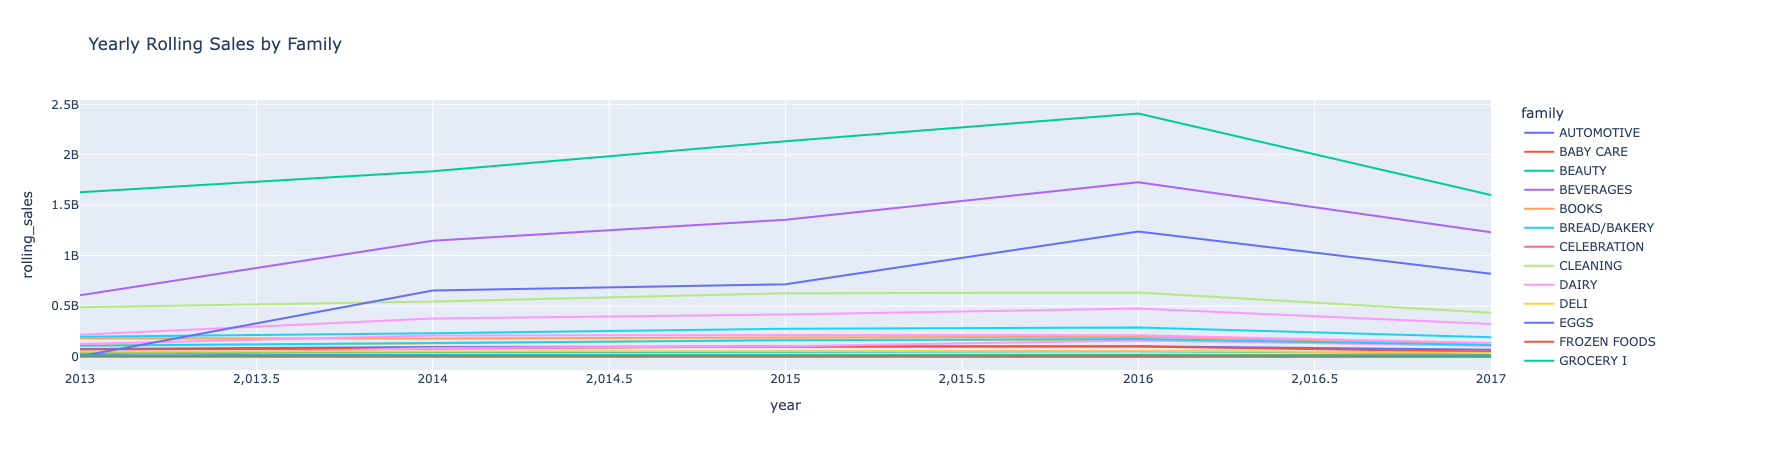 Yearly Rolling Sales by Family
2.5B
2B
1.5B
1B
0.5B
0
rolling_sales
2013
2,013.5
2014
2,014.5
2015
2,015.5
2016
2,016.5
2017
year
family
AUTOMOTIVE
BABY CARE
BEAUTY
BEVERAGES
BOOKS
BREAD/BAKERY
CELEBRATION
CLEANING
DAIRY
DELI
EGGS
FROZEN FOODS
GROCERY I